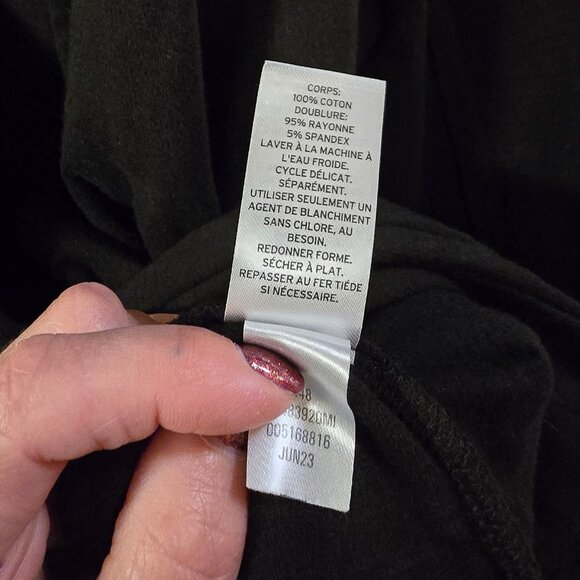 CORPS:
100% COTON
DOUBLURE:
95% RAYONNE
5% SPANDEX
LAVER À LA MACHINE À
L'EAU FROIDE.
CYCLE DÉLICAT.
SÉPARÉMENT.
UTILISER SEULEMENT UN
AGENT DE BLANCHIMENT
SANS CHLORE, AU
BESOIN.
REDONNER FORME.
SÉCHER À PLAT.
REPASSER AU FER TIÉDE
SI NÉCESSAIRE.
005168816
JUN23